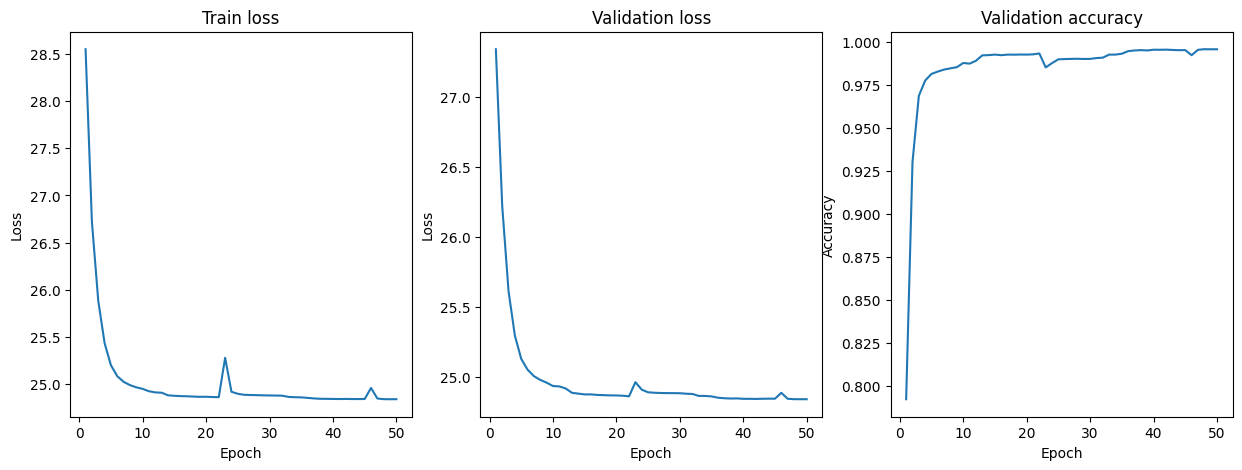 Train loss
28.5
28.0
27.5
27.0
26.5
26.0
25.5
25.0
Loss
0 10 20 30 40 50
Epoch
Validation loss
27.0
26.5
26.0
25.5
25.0
Loss
0 10 20 30 40 50
Epoch
Validation accuracy
1.000
0.975
0.950
0.925
0.900
0.875
0.850
0.825
0.800
Accuracy
0 10 20 30 40 50
Epoch